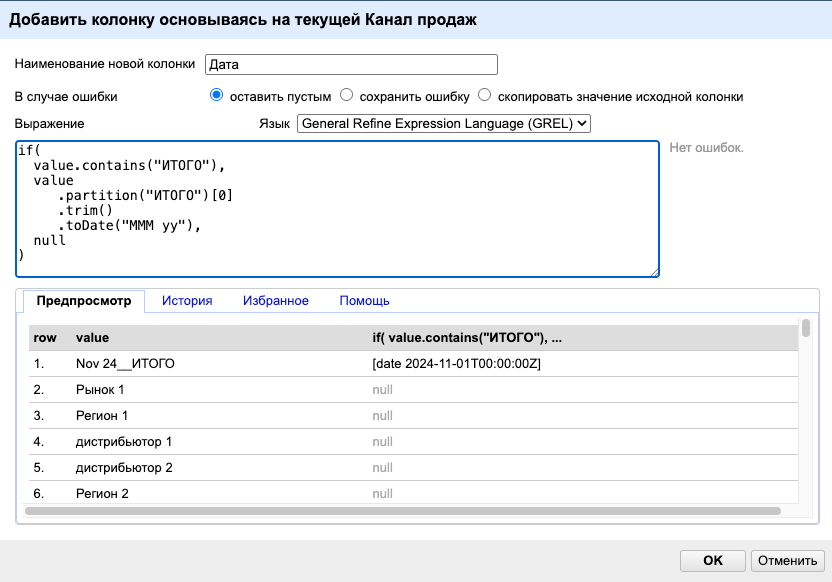 Добавить колонку основываясь на текущей Канал продаж
Наименование новой колонки Дата
В случае ошибки оставить пустым сохранить ошибку скопировать значение исходной колонки
Выражение Язык General Refine Expression Language (GREL)
if(
  value.contains("ИТОГО"),
  value
     .partition("ИТОГО")[0]
     .trim()
     .toDate("MMM yy"),
  null
)
Нет ошибок.
Предпросмотр История Избранное Помощь
row value if( value.contains("ИТОГО"), ...
1. Nov 24__ИТОГО [date 2024-11-01T00:00:00Z]
2. Рынок 1 null
3. Регион 1 null
4. дистрибьютор 1 null
5. дистрибьютор 2 null
6. Регион 2 null
OK Отменить